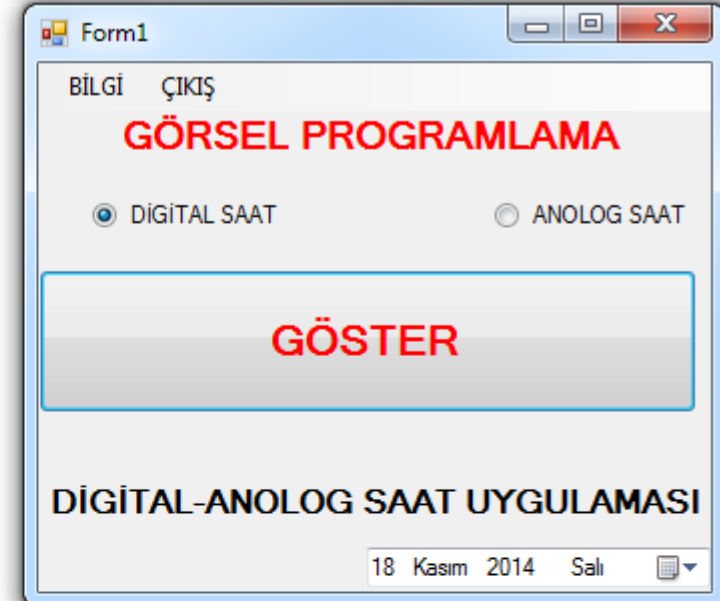 Form1
BİLGİ ÇIKIŞ
GÖRSEL PROGRAMLAMA
DİGİTAL SAAT ANOLOG SAAT
GÖSTER
DİGİTAL-ANOLOG SAAT UYGULAMASI
18 Kasım 2014 Salı